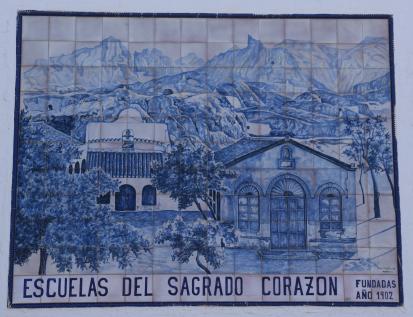 ESCUELAS DEL SAGRADO CORAZON
FUNDADAS
AÑO 1902